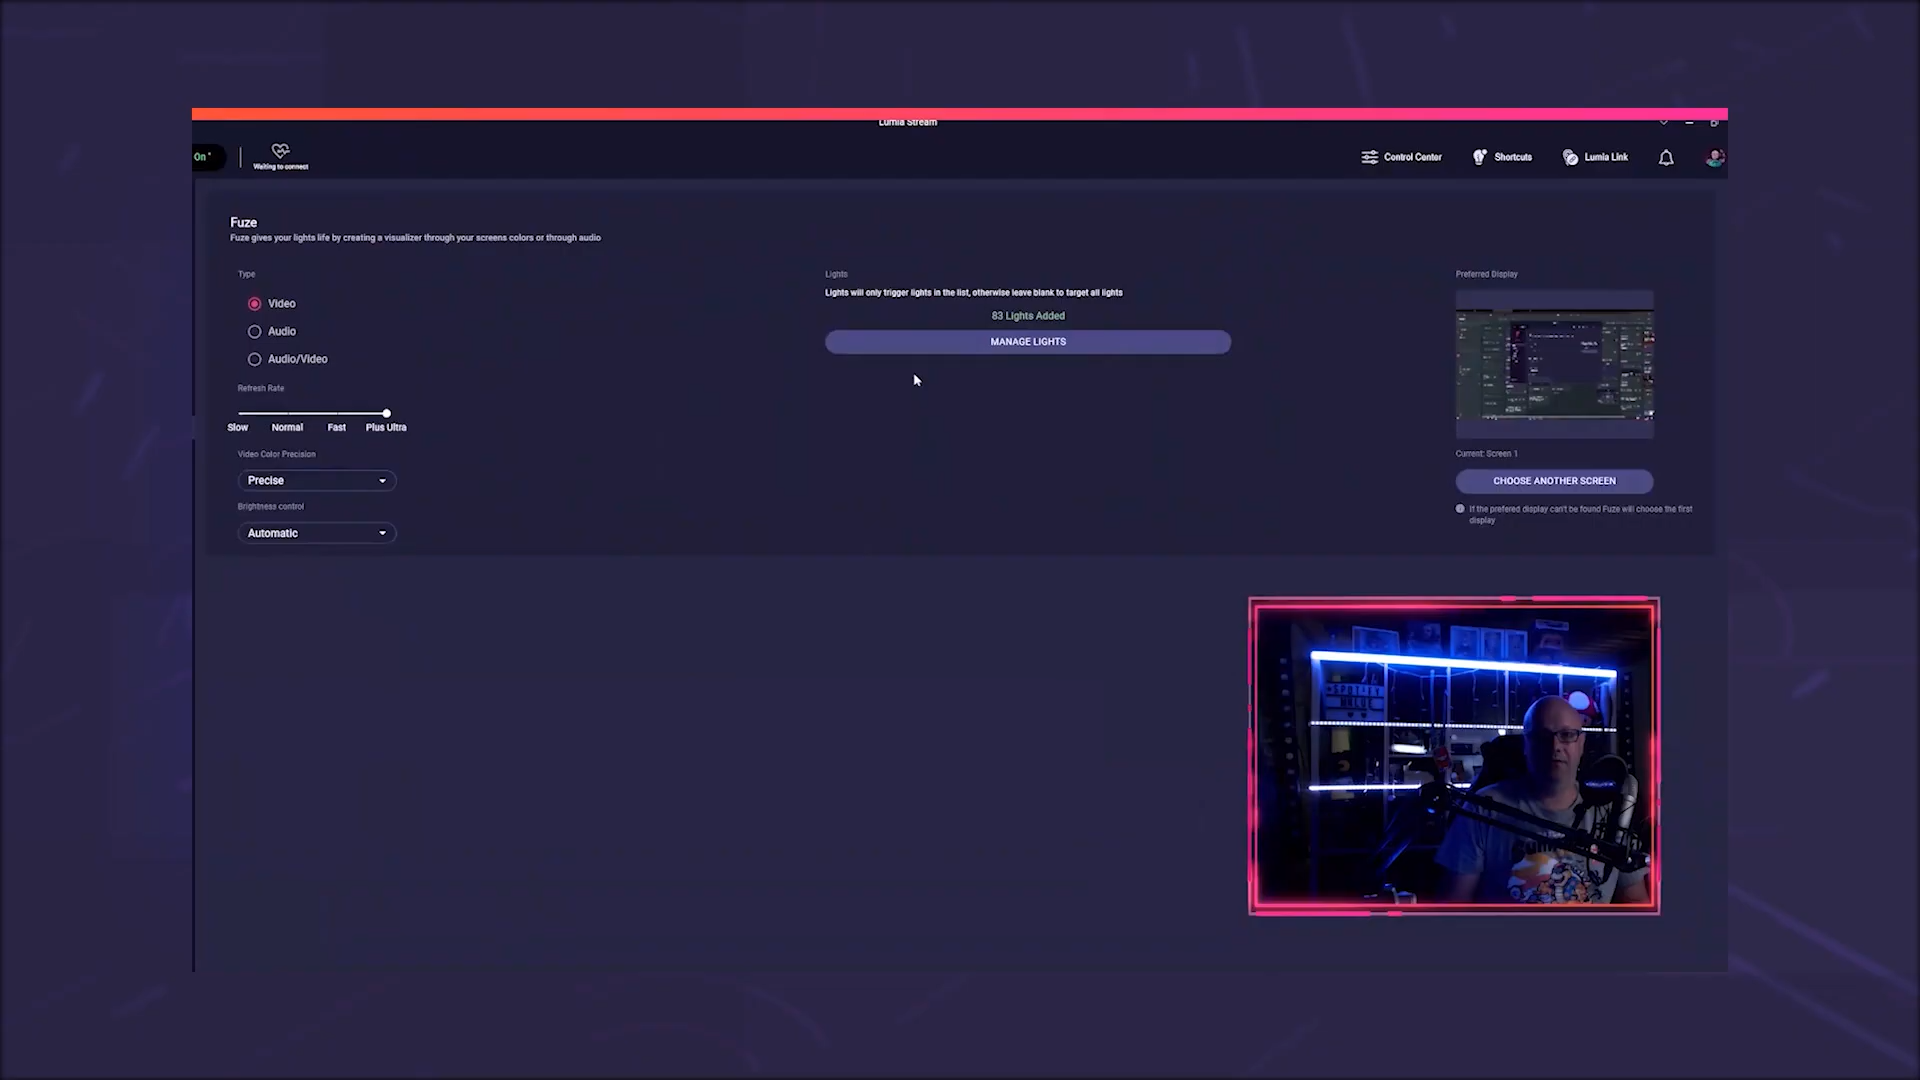 Lumia Stream
On
Waiting to connect
Control Center
Shortcuts
Lumia Link
Fuze
Fuze gives your lights life by creating a visualizer through your screens colors or through audio
Type
Video
Audio
Audio/Video
Refresh Rate
Slow
Normal
Fast
Plus Ultra
Video Color Precision
Precise
Brightness control
Automatic
Lights
Lights will only trigger lights in the list, otherwise leave blank to target all lights
83 Lights Added
MANAGE LIGHTS
Preferred Display
Current: Screen 1
CHOOSE ANOTHER SCREEN
If the prefered display can't be found Fuze will choose the first
display